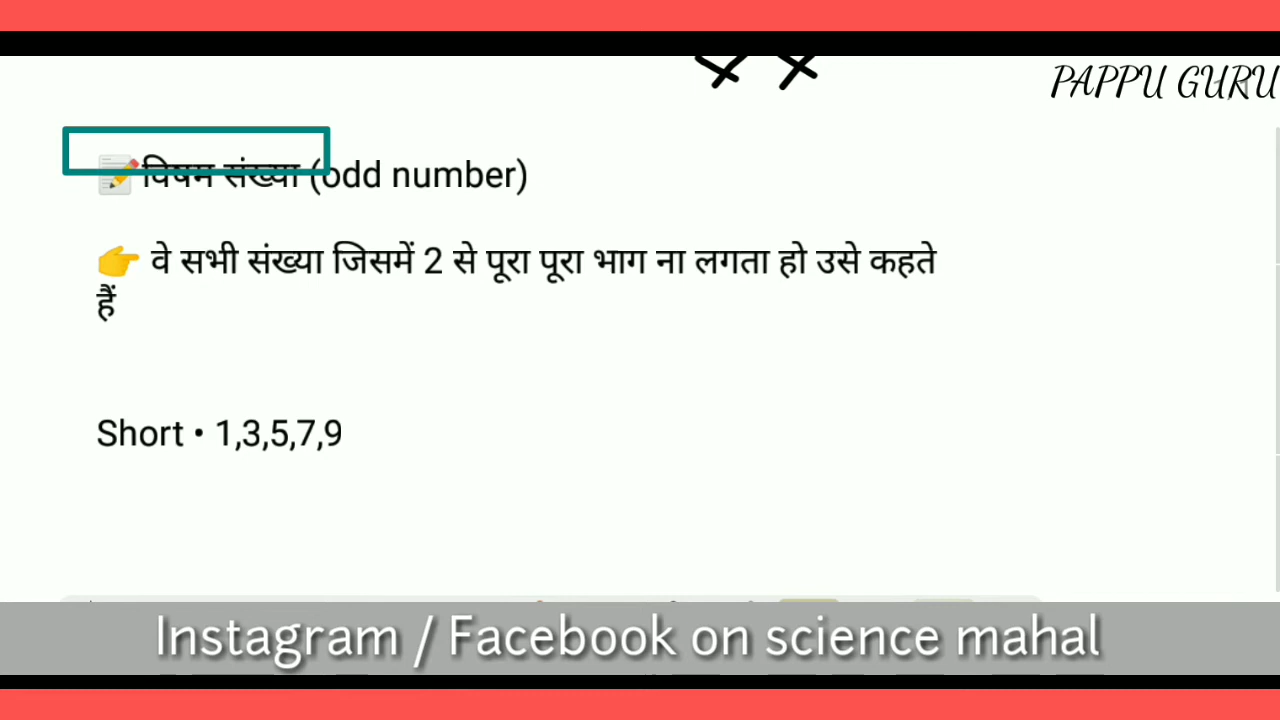 PAPPU GURU
📝विषम संख्या (odd number)
👉 वे सभी संख्या जिसमें 2 से पूरा पूरा भाग ना लगता हो उसे कहते
हैं
Short • 1,3,5,7,9
Instagram / Facebook on science mahal